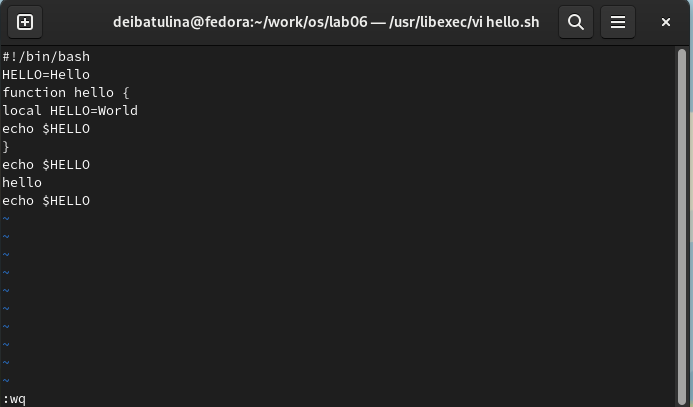 deibatulina@fedora:~/work/os/lab06 — /usr/libexec/vi hello.sh
#!/bin/bash
HELLO=Hello
function hello {
local HELLO=World
echo $HELLO
}
echo $HELLO
hello
echo $HELLO
~
~
~
~
~
~
~
~
~
~
:wq